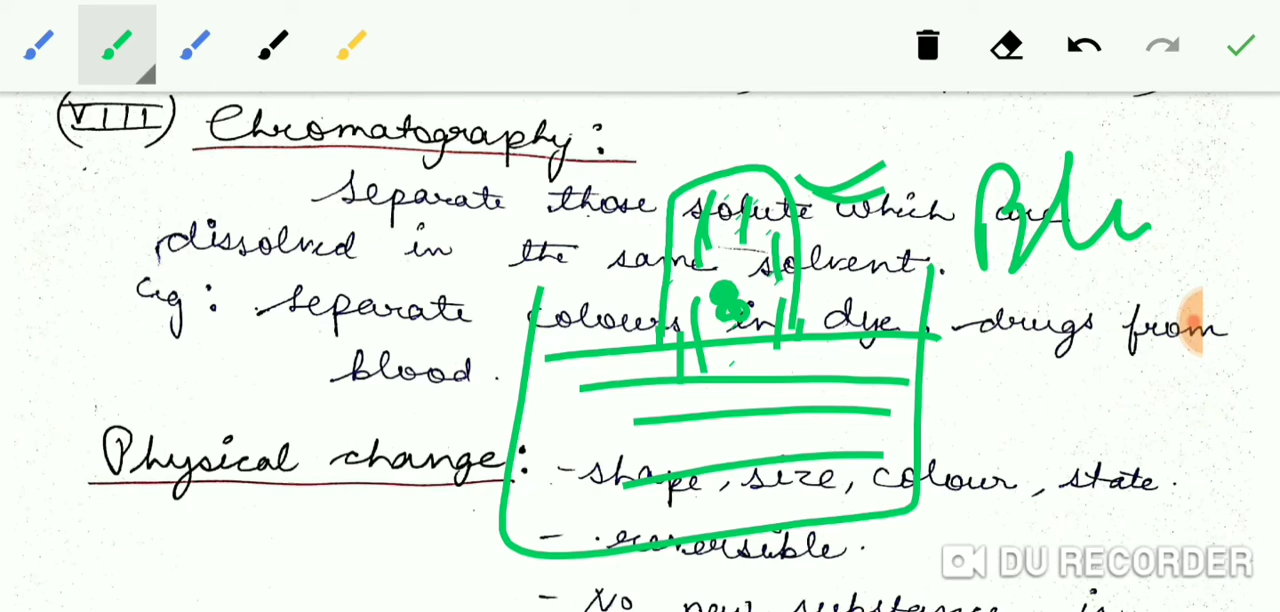 (VIII) Chromatography:
Separate those solute which are
dissolved in the same solvent.
Eg: Separate colours in dye, drugs from
blood.
Physical change: - shape, size, colour, state.
- reversible.
- No new substance is
DU RECORDER